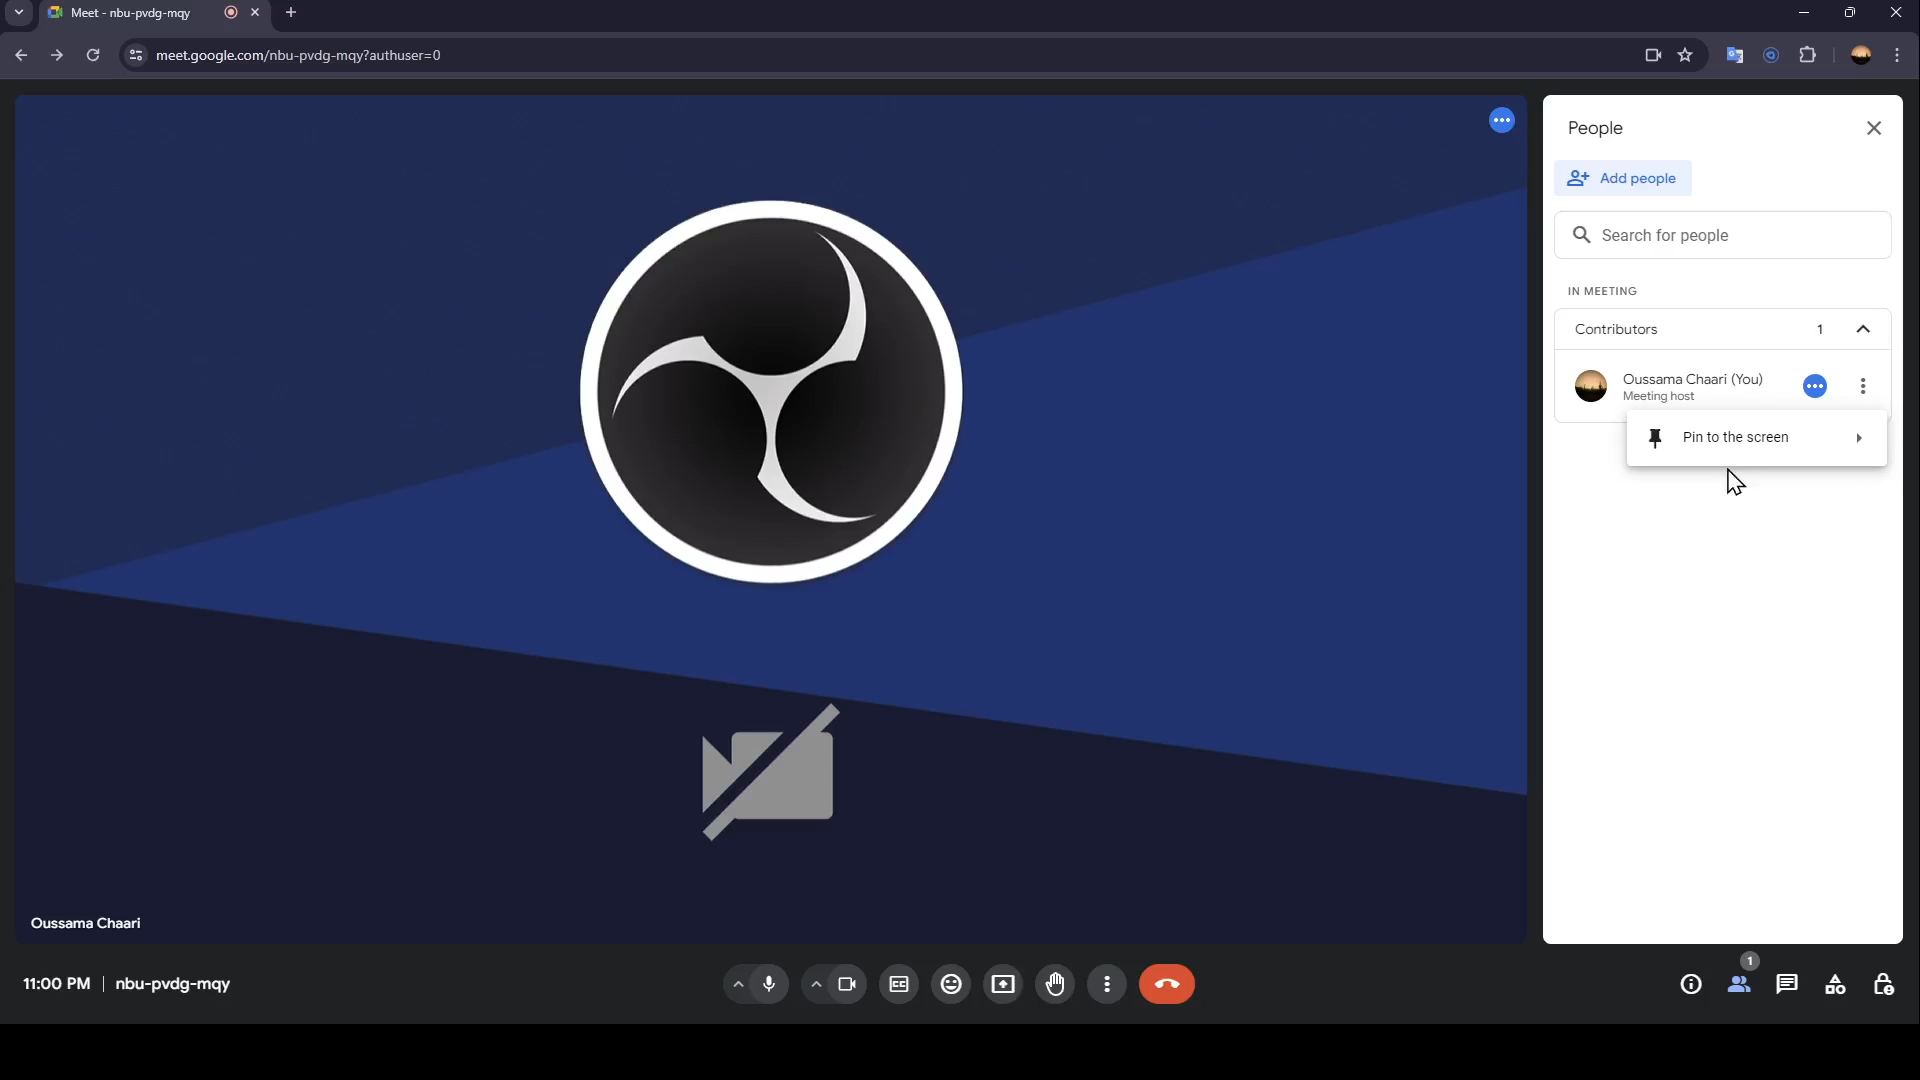 Meet - nbu-pvdg-mqy
meet.google.com/nbu-pvdg-mqy?authuser=0
People
Add people
Search for people
IN MEETING
Contributors 1
Oussama Chaari (You)
Meeting host
Pin to the screen
Oussama Chaari
1
11:00 PM | nbu-pvdg-mqy